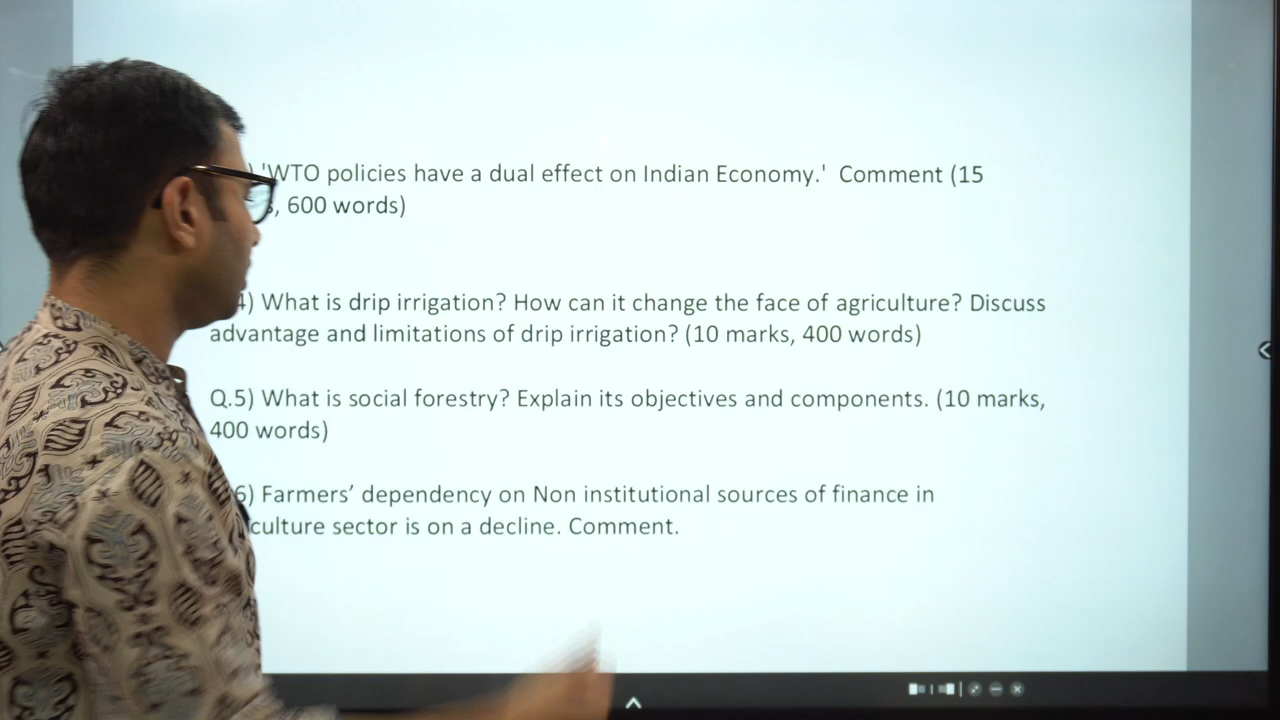 ) 'WTO policies have a dual effect on Indian Economy.' Comment (15
, 600 words)
4) What is drip irrigation? How can it change the face of agriculture? Discuss
advantage and limitations of drip irrigation? (10 marks, 400 words)
Q.5) What is social forestry? Explain its objectives and components. (10 marks,
400 words)
6) Farmers’ dependency on Non institutional sources of finance in
culture sector is on a decline. Comment.